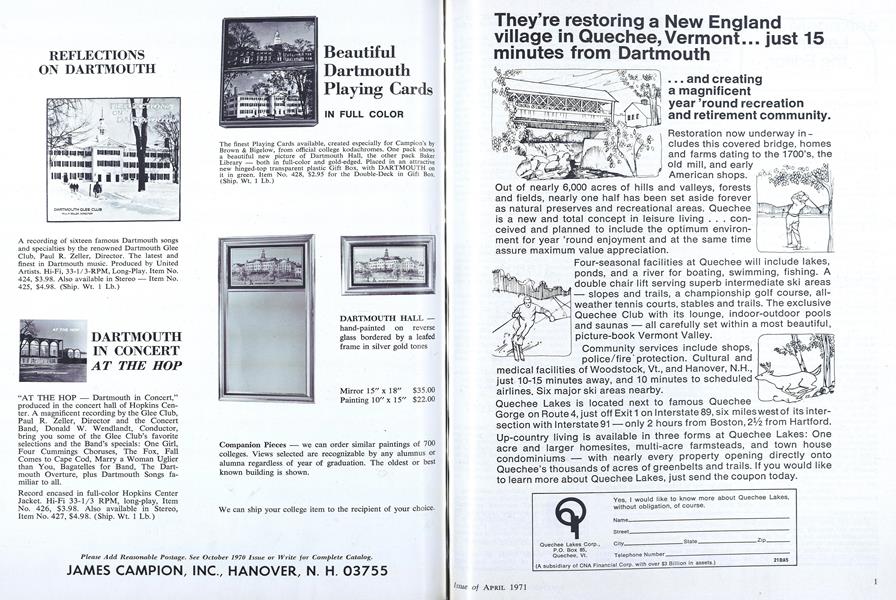 REFLECTIONS
ON DARTMOUTH
REFLECTIONS
ON
DARTMOUTH
DARTMOUTH GLEE CLUB
PAUL R. ZELLER, DIRECTOR
A recording of sixteen famous Dartmouth songs
and specialties by the renowned Dartmouth Glee
Club, Paul R. Zeller, Director. The latest and
finest in Dartmouth music. Produced by United
Artists. Hi-Fi, 33-1/3-RPM, Long-Play. Item No.
424, $3.98. Also available in Stereo — Item No.
425, $4.98. (Ship. Wt. 1 Lb.)
AT THE HOP
DARTMOUTH
IN CONCERT
AT THE HOP
"AT THE HOP — Dartmouth in Concert,"
produced in the concert hall of Hopkins Cen-
ter. A magnificent recording by the Glee Club,
Paul R. Zeller, Director and the Concert
Band, Donald W. Wendlandt, Conductor,
bring you some of the Glee Club's favorite
selections and the Band's specials: One Girl,
Four Cummings Choruses, The Fox, Fall
Comes to Cape Cod, Marry a Woman Uglier
than You, Bagatelles for Band, The Dart-
mouth Overture, plus Dartmouth Songs fa-
miliar to all.
Record encased in full-color Hopkins Center
Jacket. Hi-Fi 33-1/3 RPM, long-play, Item
No. 426, $3.98. Also available in Stereo,
Item No. 427, $4.98. (Ship. Wt. 1 Lb.)
Beautiful
Dartmouth
Playing Cards
IN FULL COLOR
The finest Playing Cards available, created especially for Campion's by
Brown & Bigelow, from official college kodachromes. One pack shows
a beautiful new picture of Dartmouth Hall, the other pack Baker
Library — both in full-color and gold-edged. Placed in an attractive
new hinged-top transparent plastic Gift Box, with DARTMOUTH on
it in green. Item No. 428, $2.95 for the Double-Deck in Gift Box.
(Ship. Wt. 1 Lb.)
DARTMOUTH HALL —
hand-painted on reverse
glass bordered by a leafed
frame in silver gold tones
Mirror 15" x 18" $35.00
Painting 10" x 15" $22.00
Companion Pieces — we can order similar paintings of 700
colleges. Views selected are recognizable by any alumnus or
alumna regardless of year of graduation. The oldest or best
known building is shown.
We can ship your college item to the recipient of your choice.
Please Add Reasonable Postage. See October 1970 Issue or Write for Complete Catalog.
JAMES CAMPION, INC., HANOVER, N. H. 03755
They're restoring a New England
village in Quechee, Vermont... just 15
minutes from Dartmouth
. . . and creating
a magnificent
year 'round recreation
and retirement community.
Restoration now underway in-
cludes this covered bridge, homes
and farms dating to the 1700's, the
old mill, and early
American shops.
Out of nearly 6,000 acres of hills and valleys, forests
and fields, nearly one half has been set aside forever
as natural preserves and recreational areas. Quechee
is a new and total concept in leisure living . . . con-
ceived and planned to include the optimum environ-
ment for year 'round enjoyment and at the same time
assure maximum value appreciation.
Four-seasonal facilities at Quechee will include lakes,
ponds, and a river for boating, swimming, fishing. A
double chair lift serving superb intermediate ski areas
— slopes and trails, a championship golf course, all-
weather tennis courts, stables and trails. The exclusive
Quechee Club with its lounge, indoor-outdoor pools
and saunas — all carefully set within a most beautiful,
picture-book Vermont Valley.
Community services include shops,
police/fire protection. Cultural and
medical facilities of Woodstock, Vt., and Hanover, N.H.,
just 10-15 minutes away, and 10 minutes to scheduled
airlines. Six major ski areas nearby.
Quechee Lakes is located next to famous Quechee
Gorge on Route 4, just off Exit 1 on Interstate 89, six miles west of its inter-
section with Interstate 91 — only 2 hours from Boston, 2½ from Hartford.
Up-country living is available in three forms at Quechee Lakes: One
acre and larger homesites, multi-acre farmsteads, and town house
condominiums — with nearly every property opening directly onto
Quechee's thousands of acres of greenbelts and trails. If you would like
to learn more about Quechee Lakes, just send the coupon today.
Quechee Lakes Corp.,
P.O. Box 85,
Quechee, Vt.
Yes, I would like to know more about Quechee Lakes,
without obligation, of course.
Name
Street
City State Zip
Telephone Number
(A subsidiary of CNA Financial Corp. with over $3 Billion in assets.) 21BA5
Issue of APRIL 1971
1